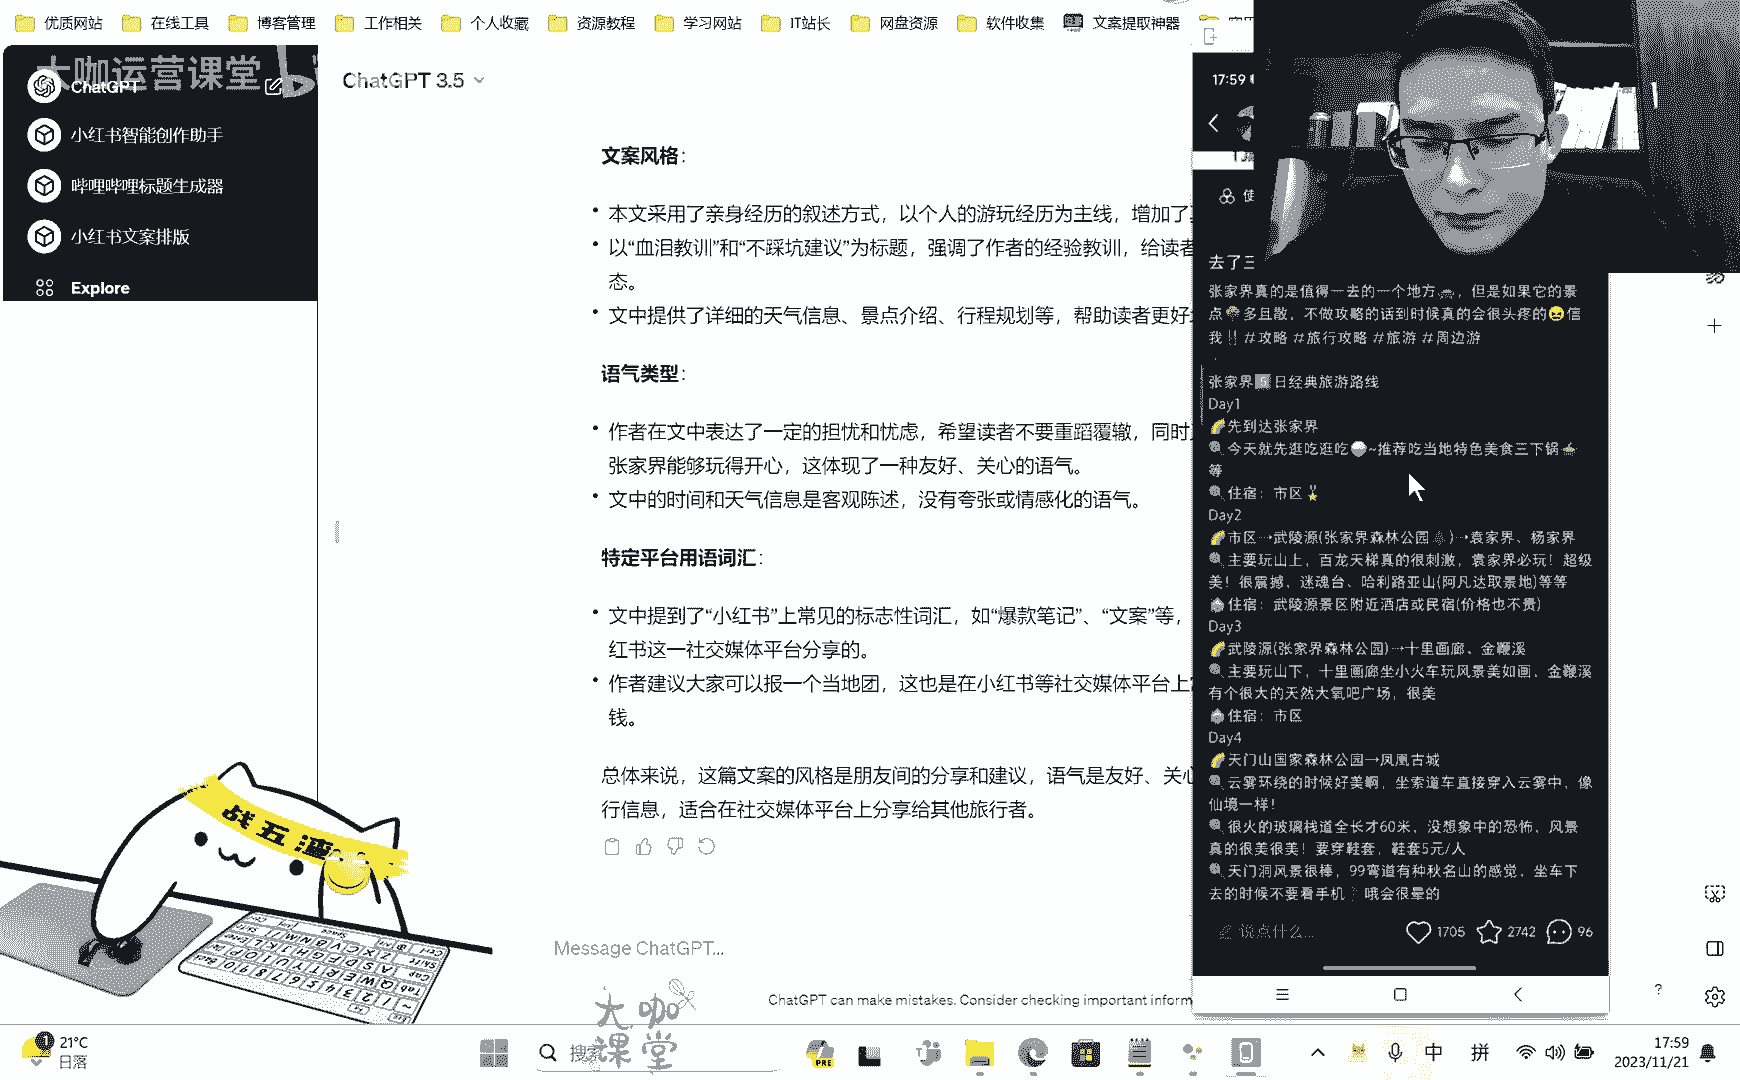 优质网站 在线工具 博客管理 工作相关 个人收藏 资源教程 学习网站 IT站长 网盘资源 软件收集 文案提取神器
大咖运营课堂
ChatGPT
小红书智能创作助手
哔哩哔哩标题生成器
小红书文案排版
Explore
ChatGPT 3.5
文案风格：
本文采用了亲身经历的叙述方式，以个人的游玩经历为主线，增加了
以“血泪教训”和“不踩坑建议”为标题，强调了作者的经验教训，给读者
态。
文中提供了详细的天气信息、景点介绍、行程规划等，帮助读者更好
语气类型：
作者在文中表达了一定的担忧和忧虑，希望读者不要重蹈覆辙，同时
张家界能够玩得开心，这体现了一种友好、关心的语气。
文中的时间和天气信息是客观陈述，没有夸张或情感化的语气。
特定平台用语词汇：
文中提到了“小红书”上常见的标志性词汇，如“爆款笔记”、“文案”等，
红书这一社交媒体平台分享的。
作者建议大家可以报一个当地团，这也是在小红书等社交媒体平台上
钱。
总体来说，这篇文案的风格是朋友间的分享和建议，语气是友好、关心
行信息，适合在社交媒体平台上分享给其他旅行者。
Message ChatGPT...
ChatGPT can make mistakes. Consider checking important inform
17:59
使
去了三
张家界真的是值得一去的一个地方，但是如果它的景
点多且散，不做攻略的话到时候真的会很头疼的😖信
我‼️#攻略 #旅行攻略 #旅游 #周边游
张家界5️⃣日经典旅游路线
Day1
先到达张家界
今天就先逛吃逛吃🍚~推荐吃当地特色美食三下锅
等
住宿：市区
Day2
市区→武陵源(张家界森林公园🌲)→袁家界、杨家界
主要玩山上，百龙天梯真的很刺激，袁家界必玩！超级
美！很震撼，迷魂台、哈利路亚山(阿凡达取景地)等等
住宿：武陵源景区附近酒店或民宿(价格也不贵)
Day3
武陵源(张家界森林公园)→十里画廊、金鞭溪
主要玩山下，十里画廊坐小火车玩风景美如画，金鞭溪
有个很大的天然大氧吧广场，很美
住宿：市区
Day4
天门山国家森林公园→凤凰古城
云雾环绕的时候好美啊，坐索道车直接穿入云雾中，像
仙境一样！
很火的玻璃栈道全长才60米，没想象中的恐怖，风景
真的很美很美！要穿鞋套，鞋套5元/人
天门洞风景很棒，99弯道有种秋名山的感觉，坐车下
去的时候不要看手机 哦会很晕的
说点什么...
1705 2742 96
战五渣
大咖
课堂
21°C
日落
搜索
PRE
中 拼
17:59
2023/11/21